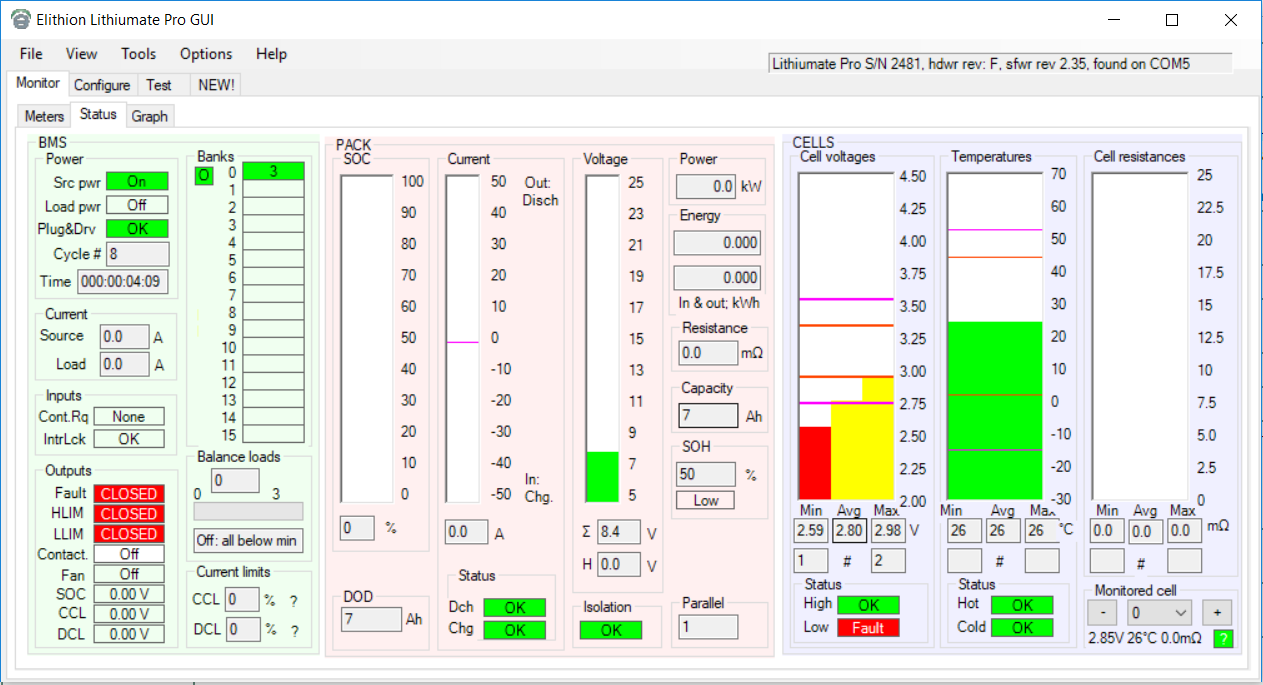 Elithion Lithiumate Pro GUI
File View Tools Options Help
Lithiumate Pro S/N 2481, hdwr rev: F, sfwr rev 2.35, found on COM5
Monitor Configure Test NEW!
Meters Status Graph
BMS
Power
Src pwr On
Load pwr Off
Plug&Drv OK
Cycle # 8
Time 000:00:04:09
Current
Source 0.0 A
Load 0.0 A
Inputs
Cont.Rq None
IntrLck OK
Outputs
Fault CLOSED
HLIM CLOSED
LLIM CLOSED
Contact. Off
Fan Off
SOC 0.00 V
CCL 0.00 V
DCL 0.00 V
Banks
O 0 3
1
2
3
4
5
6
7
8
9
10
11
12
13
14
15
Balance loads
0
0 3
Off: all below min
Current limits
CCL 0 % ?
DCL 0 % ?
PACK
SOC
100
90
80
70
60
50
40
30
20
10
0
0 %
DOD
7 Ah
Current
50
40
30
20
10
0
-10
-20
-30
-40
-50
Out:
Disch
In:
Chg.
0.0 A
Status
Dch OK
Chg OK
Voltage
25
23
21
19
17
15
13
11
9
7
5
Σ 8.4 V
H 0.0 V
Isolation
OK
Power
0.0 kW
Energy
0.000
0.000
In & out; kWh
Resistance
0.0 mΩ
Capacity
7 Ah
SOH
50 %
Low
Parallel
1
CELLS
Cell voltages
4.50
4.25
4.00
3.75
3.50
3.25
3.00
2.75
2.50
2.25
2.00
Min Avg Max
2.59 2.80 2.98 V
1 # 2
Status
High OK
Low Fault
Temperatures
70
60
50
40
30
20
10
0
-10
-20
-30
Min Avg Max
26 26 26 °C
#
Status
Hot OK
Cold OK
Cell resistances
25
22.5
20
17.5
15
12.5
10
7.5
5.0
2.5
0
Min Avg Max
0.0 0.0 0.0 mΩ
#
Monitored cell
- 0 +
2.85V 26°C 0.0mΩ ?